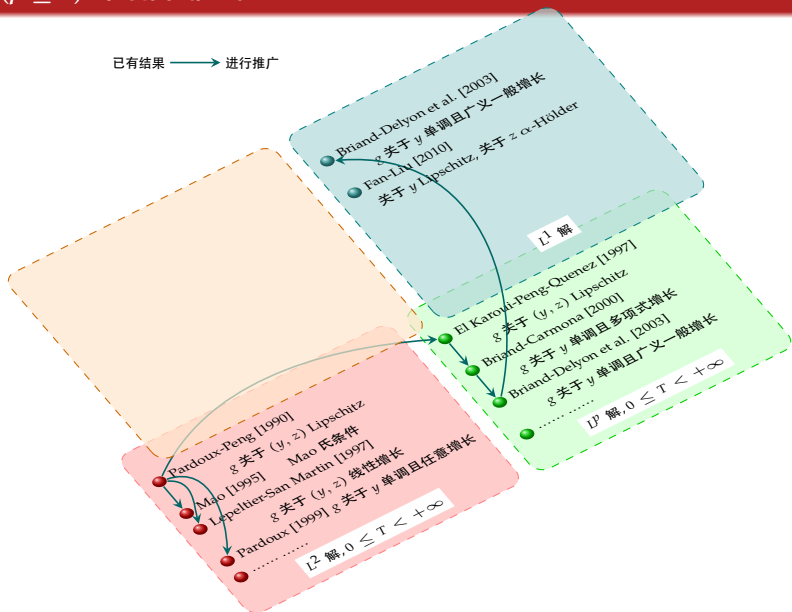 已有结果 进行推广
Briand-Delyon et al. [2003]
g 关于 y 单调且广义一般增长
Fan-Liu [2010]
关于 y Lipschitz, 关于 z α-Hölder
L¹ 解
El Karoui-Peng-Quenez [1997]
g 关于 (y, z) Lipschitz
Briand-Carmona [2000]
g 关于 y 单调且多项式增长
Briand-Delyon et al. [2003]
g 关于 y 单调且广义一般增长
…… ……
Lᵖ 解, 0 ≤ T < +∞
Pardoux-Peng [1990]
g 关于 (y, z) Lipschitz
Mao [1995] Mao 氏条件
Lepeltier-San Martin [1997]
g 关于 (y, z) 线性增长
Pardoux [1999] g 关于 y 单调且任意增长
…… ……
L² 解, 0 ≤ T < +∞